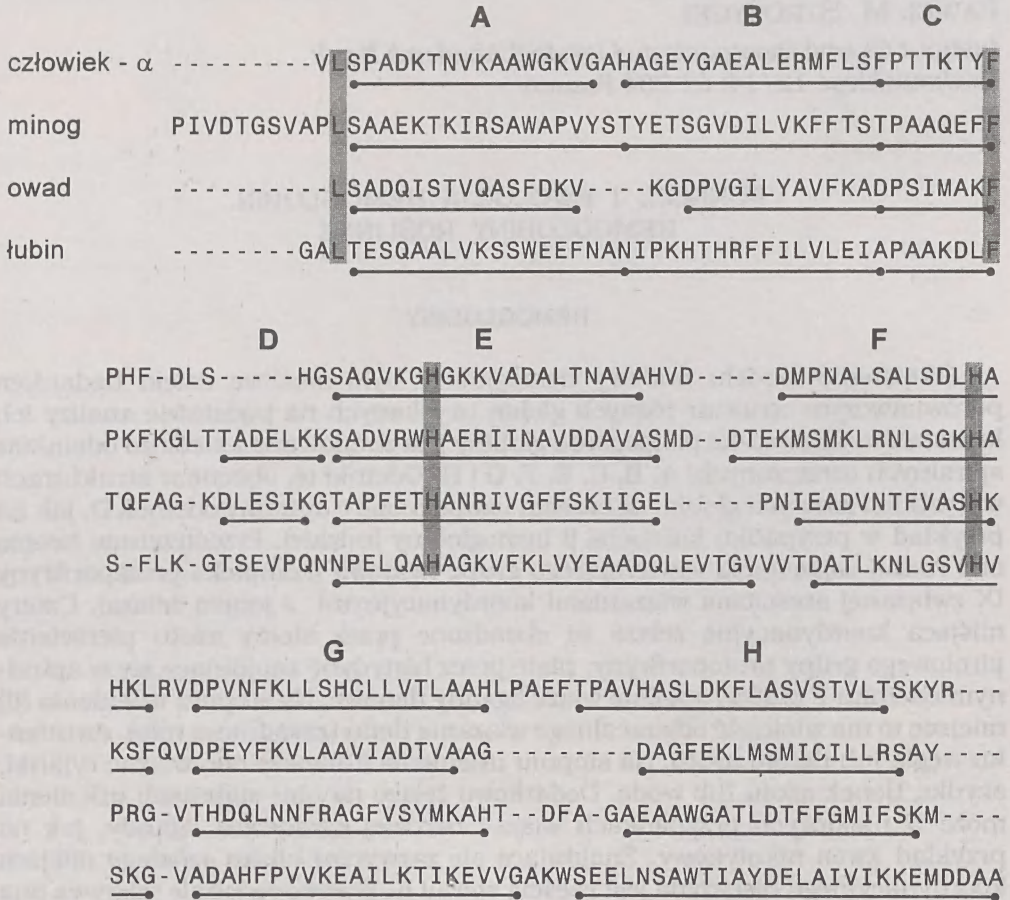 A B C
człowiek - α - - - - - - - - - VLSPADKTNVKAAWGKVGAHAGEYGAEALERMFLSFPTTKTYF
minog PIVDTGSVAPLSAAEKTKIRSAWAPVYSTYETSGVDILVKFFTSTPAAQEFF
owad - - - - - - - - - - LSADQISTVQASFDKV - - - - KGDPVGILYAVFKADPSIMAKF
łubin - - - - - - - - GALTESQAALVKSSWEEFNANIPKHTHRFFILVLEIAPAAKDLF
D E F
PHF - DLS - - - - - HGSAQVKGHGKKVADALTNAVAHVD - - - DMPNALSALSDLHA
PKFKGLTTADELKKSADVRWHAERIINAVDDAVASMD - - DTEKMSMKLRNLSGKHA
TQFAG - KDLESIKGTAPFETHANRIVGFFSKIIGEL - - - - PNIEADVNTFVASHK
S - FLK - GTSEVPQNNPELQAHAGKVFKLVYEAADQLEVTGVVVTDATLKNLGSVHV
G H
HKLRVDPVNFKLLSHCLLVTLAAHLPAEFTPAVHASLDKFLASVSTVLTSKYR - -
KSFQVDPEYFKVLAAVIADTVAAG - - - - - - - - DAGFEKLMSMICILLRSAY - - -
PRG - VTHDQLNNFRAGFVSYMKAHT - - DFA - GAEAAWGATLDTFFGMIFSKM - - -
SKG - VADAHFPVVKEAILKTIKEVVGAKWSEELNSAWTIAYDELAIVIKKEMDDAA